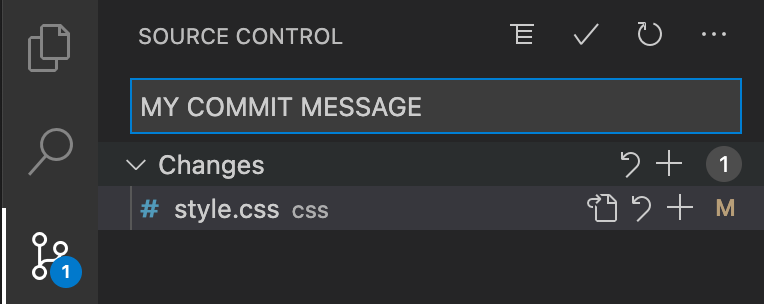 SOURCE CONTROL
MY COMMIT MESSAGE
Changes 1
# style.css css M
1